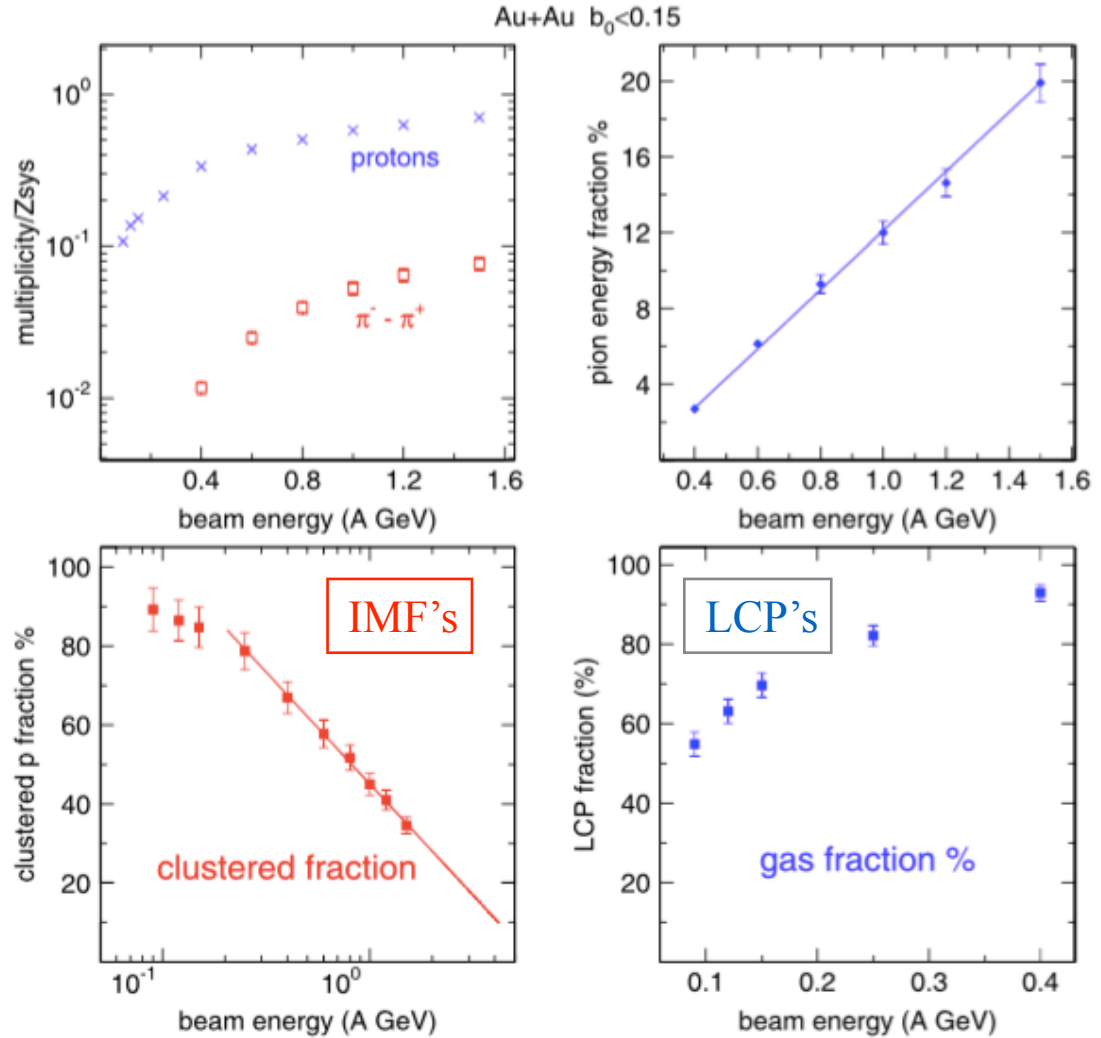 Au+Au b₀<0.15
multiplicity/Zsys
10⁰
10⁻¹
10⁻²
protons
π⁻ - π⁺
0.4 0.8 1.2 1.6
beam energy (A GeV)
pion energy fraction %
20
16
12
8
4
0.4 0.6 0.8 1.0 1.2 1.4 1.6
beam energy (A GeV)
clustered p fraction %
100
80
60
40
20
IMF's
clustered fraction
10⁻¹ 10⁰
beam energy (A GeV)
LCP fraction (%)
100
80
60
40
20
LCP's
gas fraction %
0.1 0.2 0.3 0.4
beam energy (A GeV)